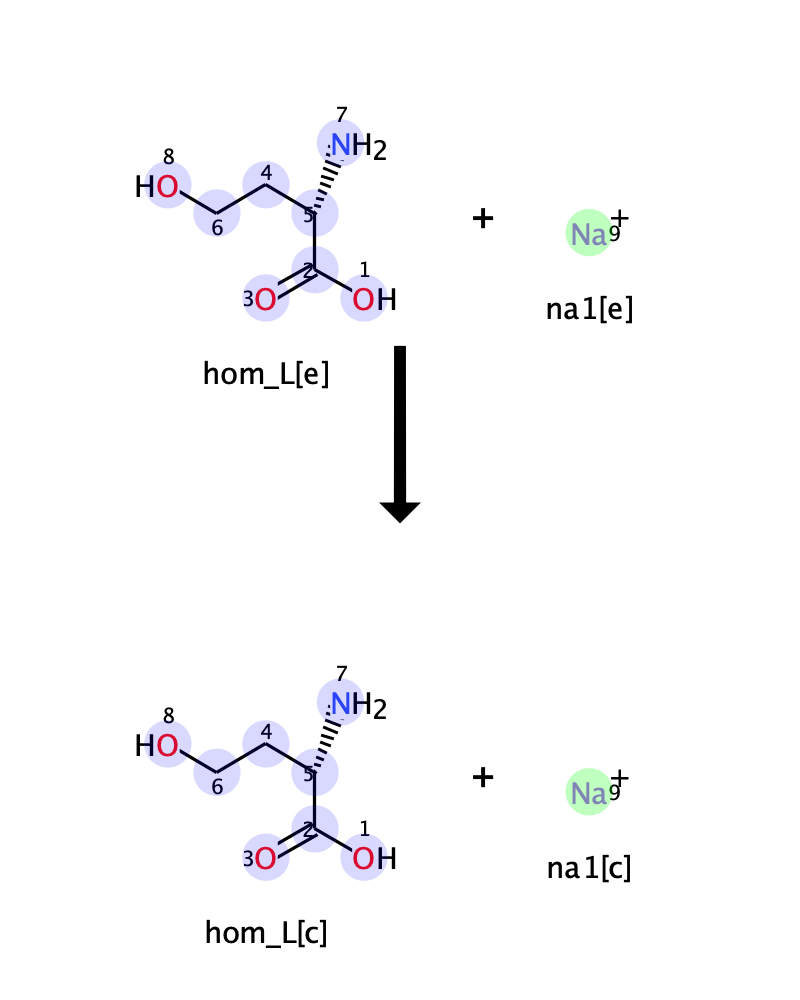 7
NH2
8
HO
4
6
5
2
1
3O
OH
+
Na+
9
na1[e]
hom_L[e]
7
NH2
8
HO
4
6
5
2
1
3O
OH
+
Na+
9
na1[c]
hom_L[c]